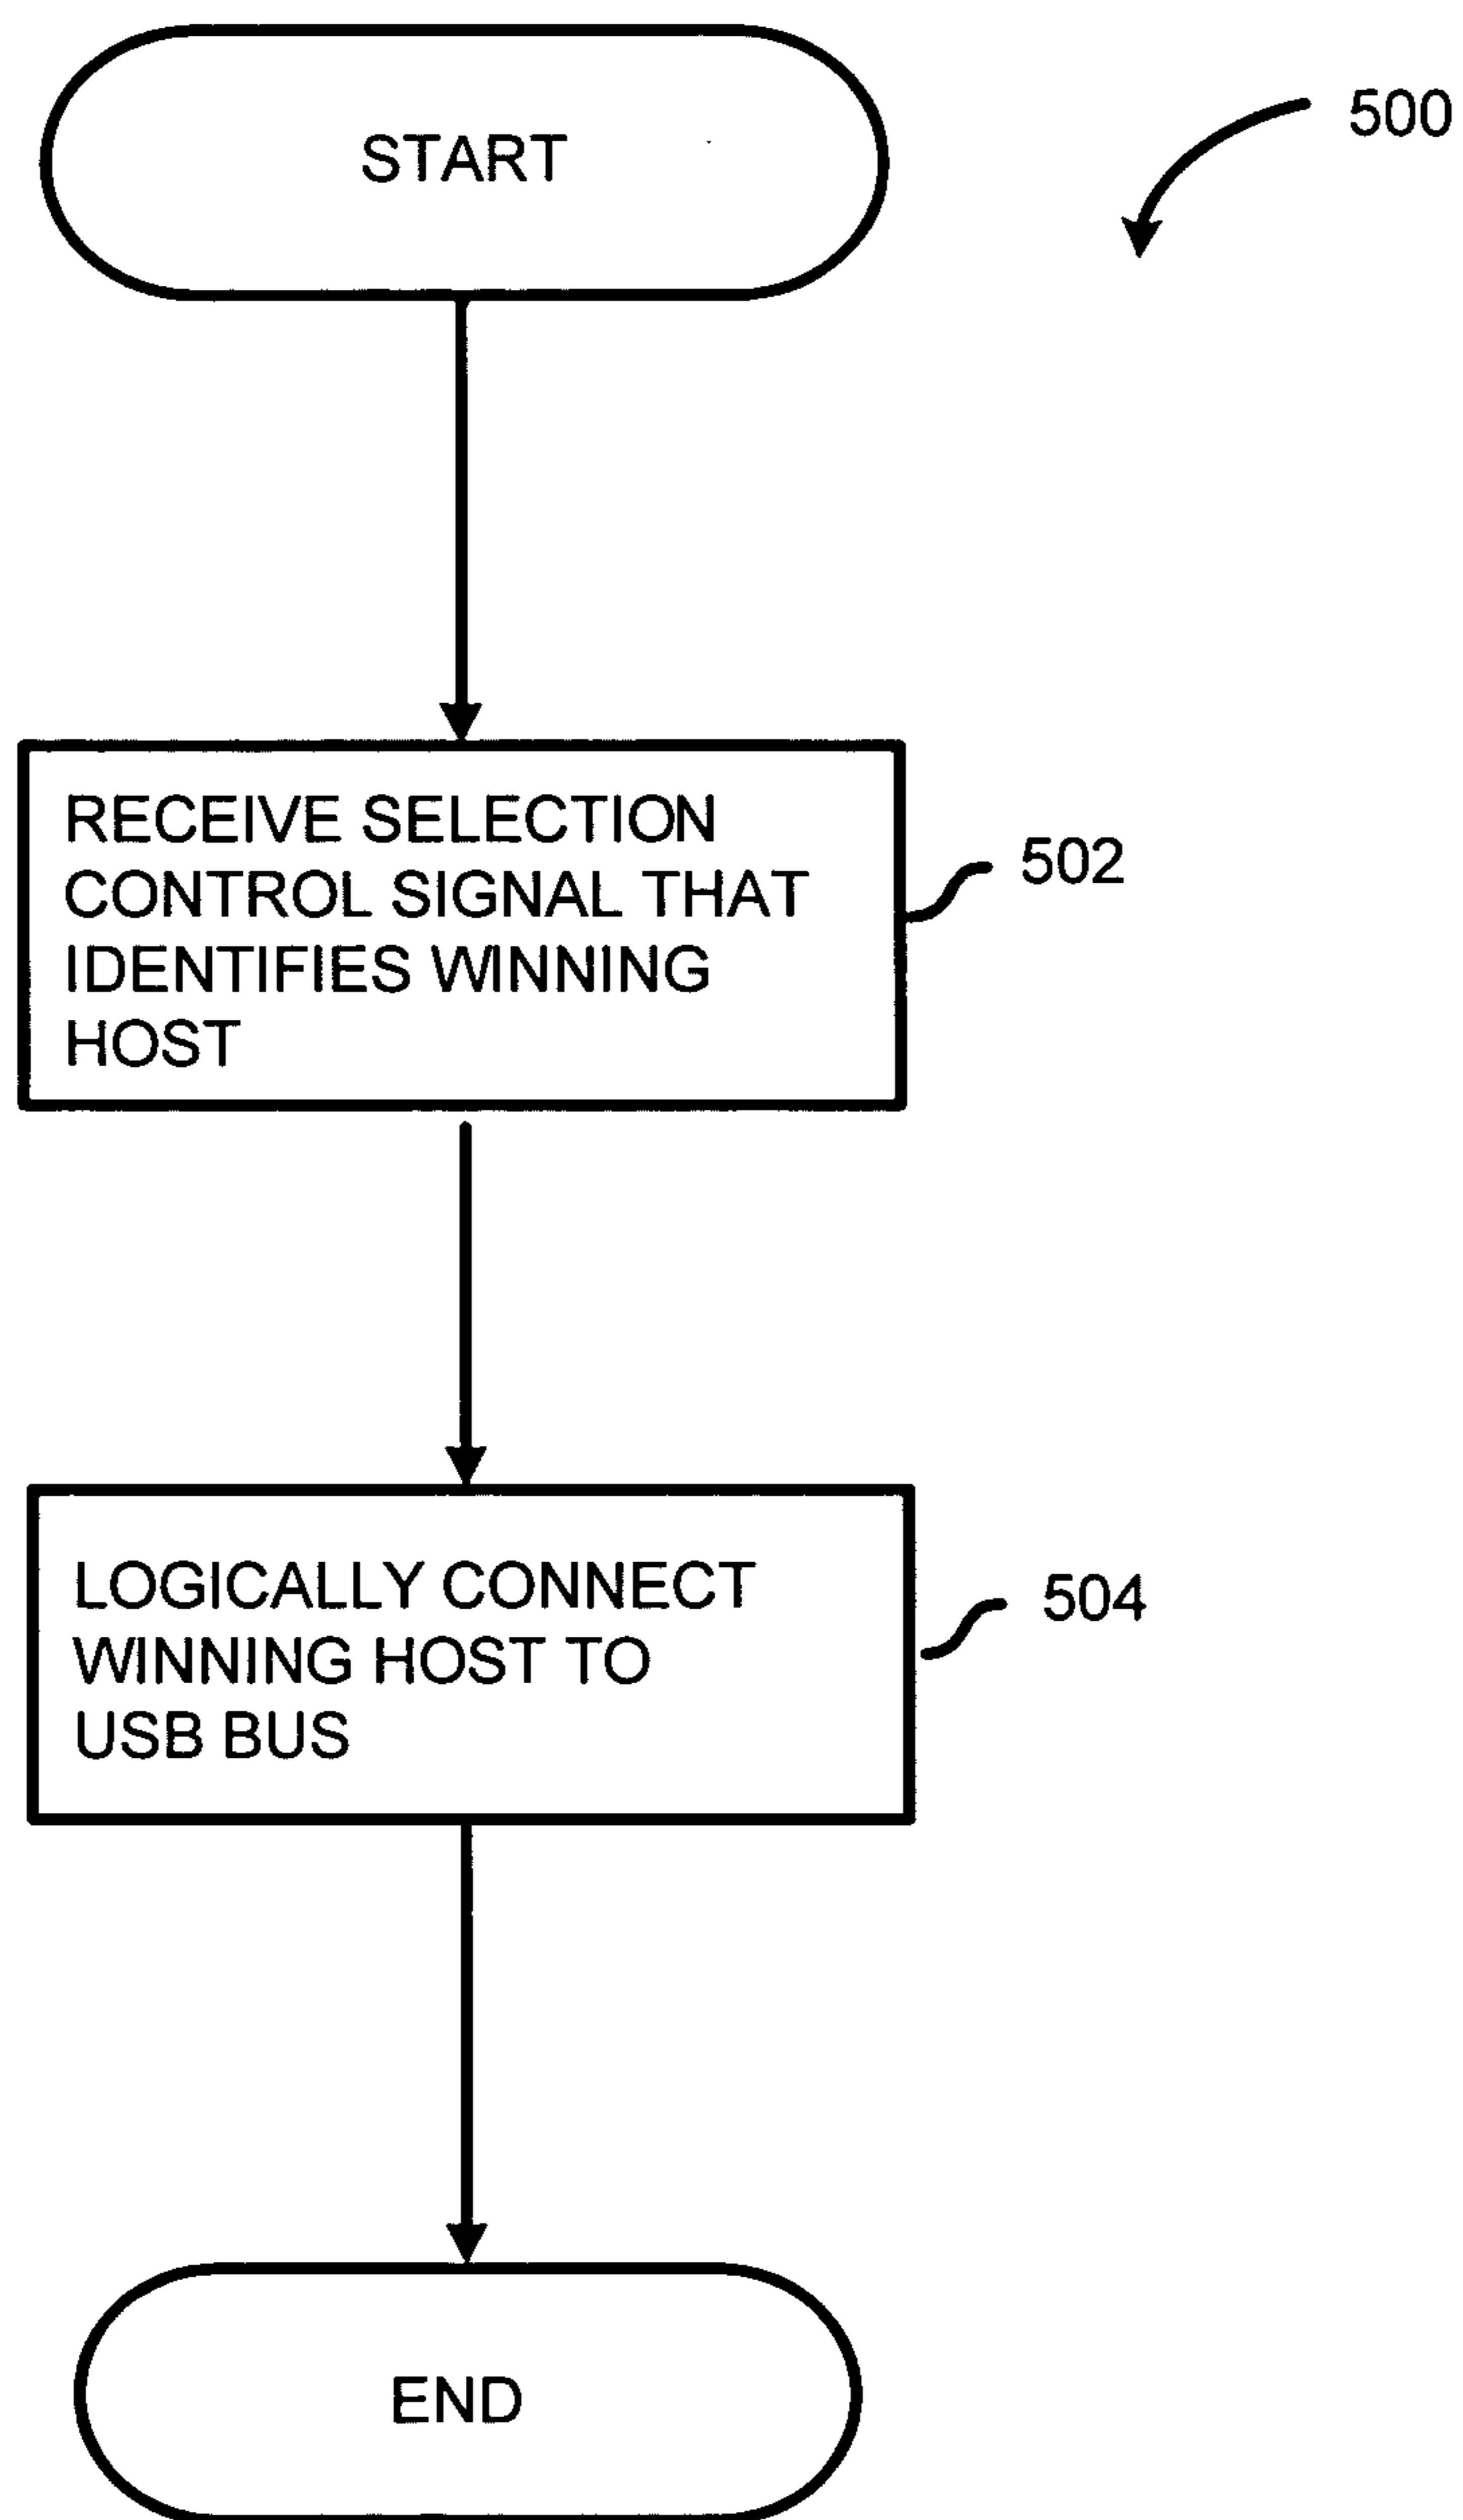 START
500
RECEIVE SELECTION
CONTROL SIGNAL THAT
IDENTIFIES WINNING
HOST
502
LOGICALLY CONNECT
WINNING HOST TO
USB BUS
504
END